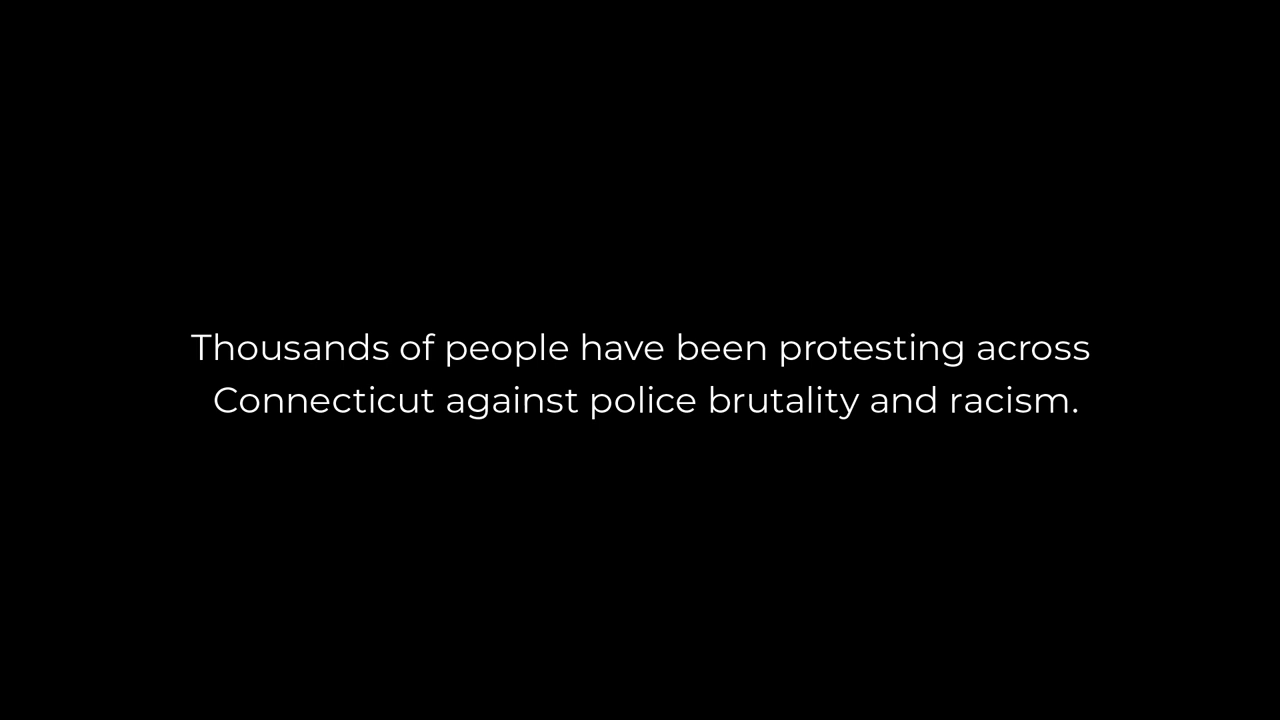 Thousands of people have been protesting across
Connecticut against police brutality and racism.